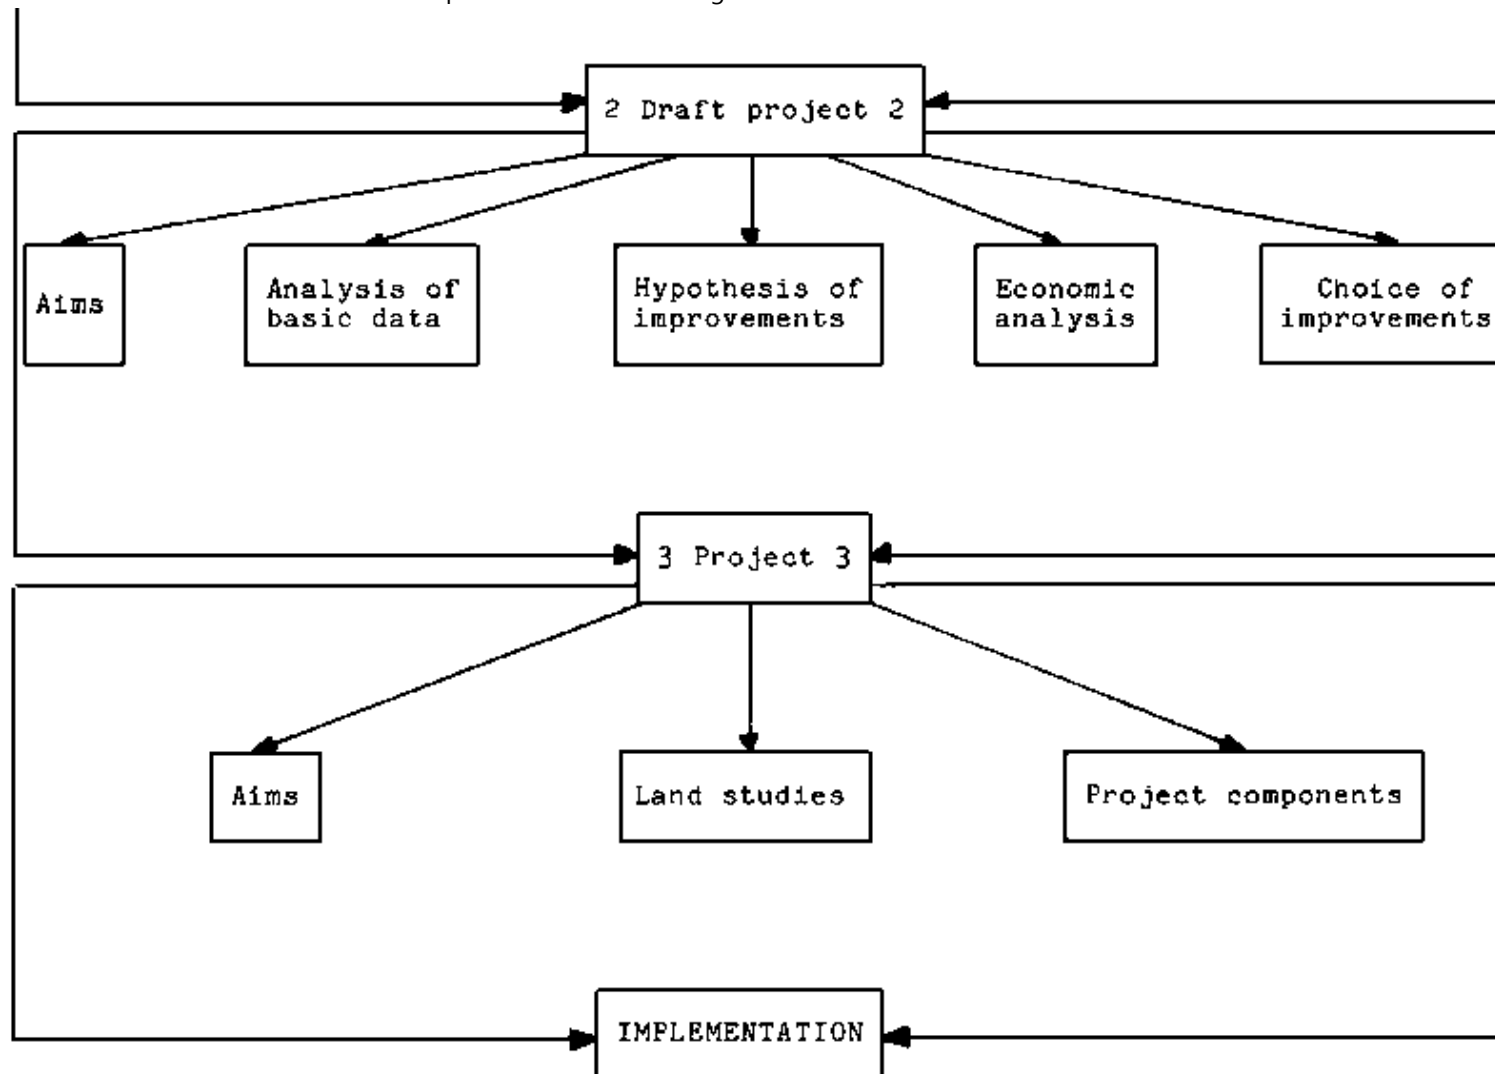 2 Draft project 2
Aims
Analysis of
basic data
Hypothesis of
improvements
Economic
analysis
Choice of
improvements
3 Project 3
Aims
Land studies
Project components
IMPLEMENTATION